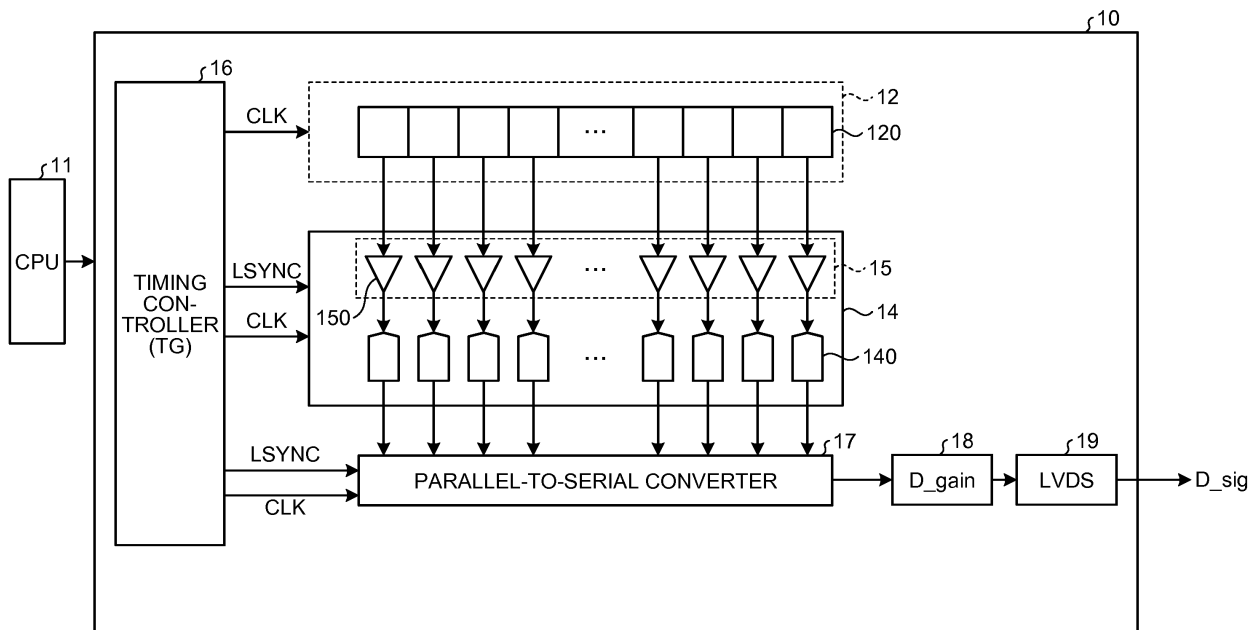 10
16
12
CLK
120
11
CPU
TIMING
CON-
TROLLER
(TG)
LSYNC
...
15
150
14
CLK
...
140
...
LSYNC
17
18
19
PARALLEL-TO-SERIAL CONVERTER
D_gain
LVDS
D_sig
CLK